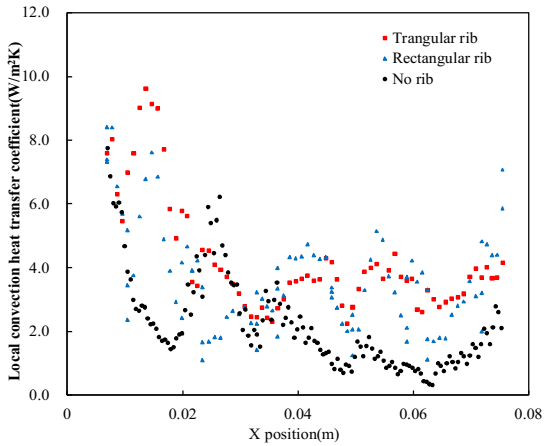 12.0
10.0
8.0
6.0
4.0
2.0
0.0
0
0.02
0.04
0.06
0.08
Local convection heat transfer coefficient(W/m²K)
X position(m)
Trangular rib
Rectangular rib
No rib